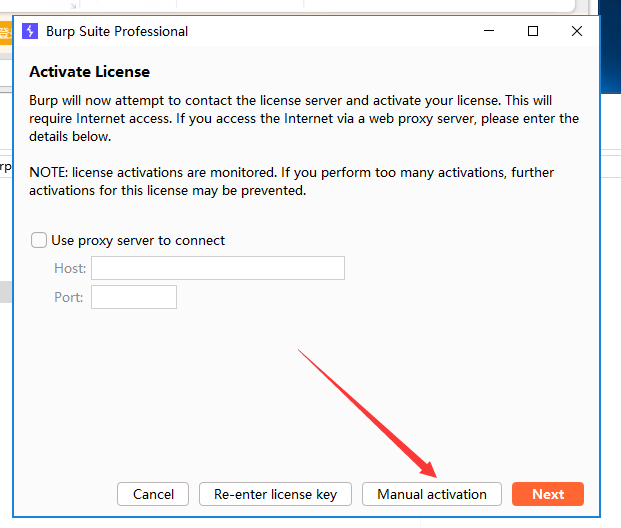 Burp Suite Professional
Activate License
Burp will now attempt to contact the license server and activate your license. This will
require Internet access. If you access the Internet via a web proxy server, please enter the
details below.
NOTE: license activations are monitored. If you perform too many activations, further
activations for this license may be prevented.
Use proxy server to connect
Host:
Port:
Cancel
Re-enter license key
Manual activation
Next